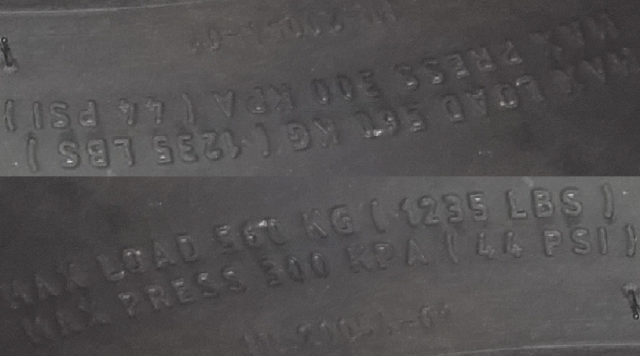 MAX LOAD 560 KG ( 1235 LBS )
MAX PRESS 300 KPA ( 44 PSI )
MAX LOAD 560 KG ( 1235 LBS )
MAX PRESS 300 KPA ( 44 PSI )